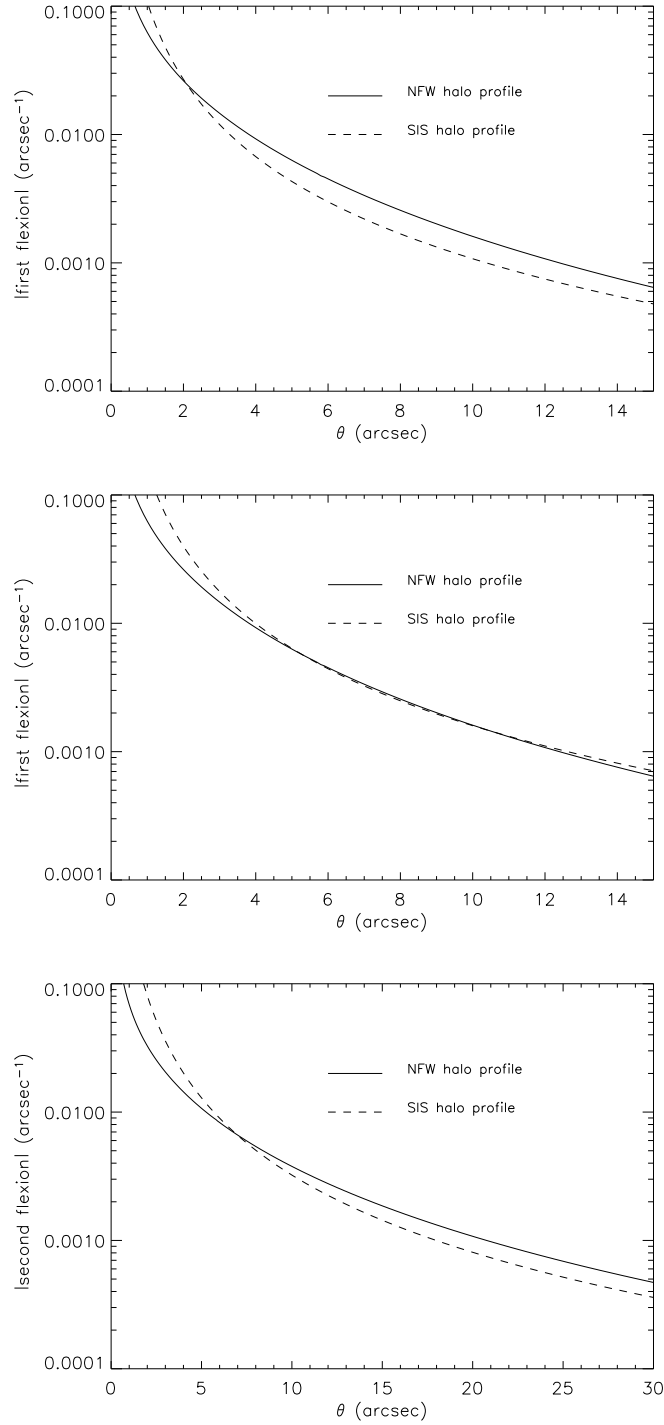 0.1000
0.0100
0.0010
0.0001
|first flexion| (arcsec⁻¹)
NFW halo profile
SIS halo profile
0 2 4 6 8 10 12 14
θ (arcsec)
0.1000
0.0100
0.0010
0.0001
|first flexion| (arcsec⁻¹)
NFW halo profile
SIS halo profile
0 2 4 6 8 10 12 14
θ (arcsec)
0.1000
0.0100
0.0010
0.0001
|second flexion| (arcsec⁻¹)
NFW halo profile
SIS halo profile
0 5 10 15 20 25 30
θ (arcsec)